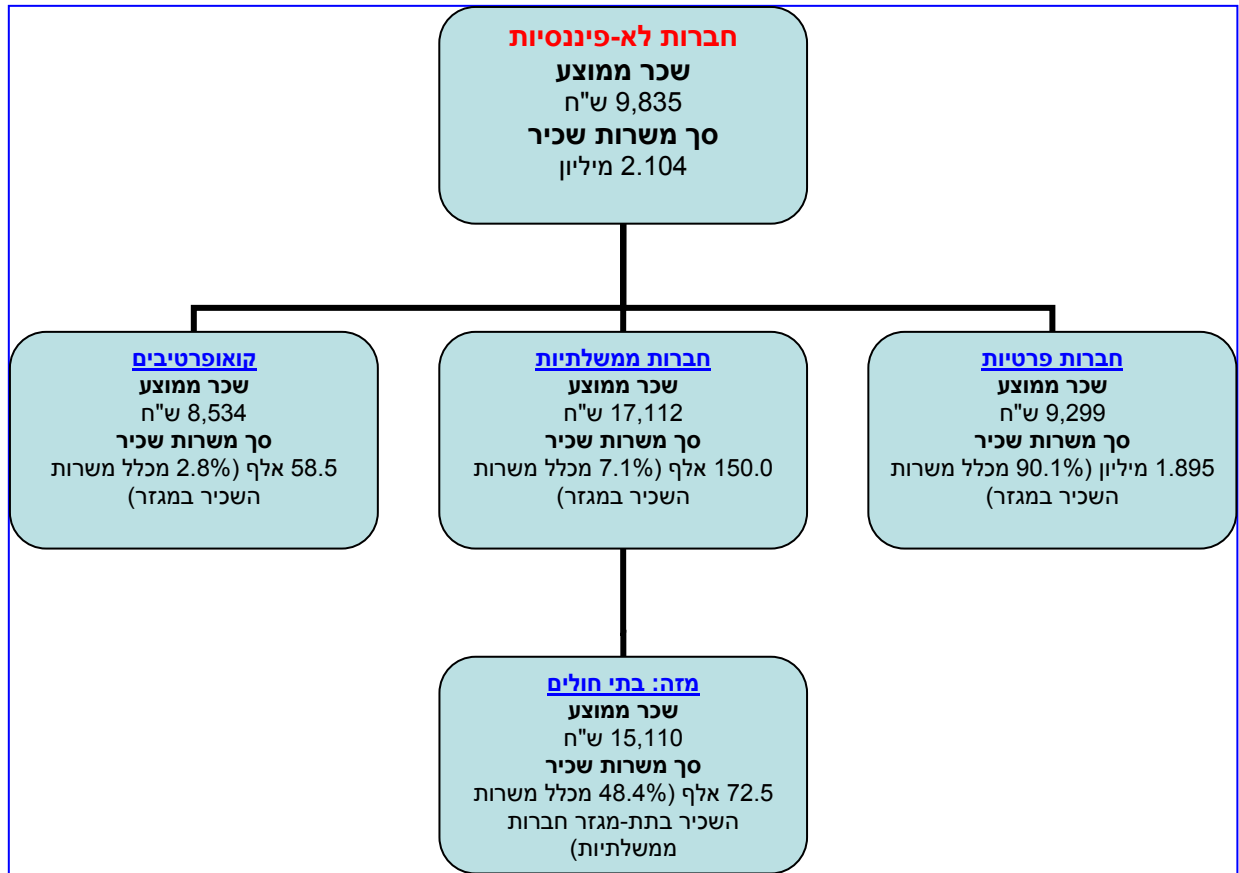 חברות לא-פיננסיות
שכר ממוצע
9,835 ש"ח
סך משרות שכיר
2.104 מיליון
חברות פרטיות
שכר ממוצע
9,299 ש"ח
סך משרות שכיר
1.895 מיליון (90.1% מכלל משרות
השכיר במגזר)
חברות ממשלתיות
שכר ממוצע
17,112 ש"ח
סך משרות שכיר
150.0 אלף (7.1% מכלל משרות
השכיר במגזר)
קואופרטיבים
שכר ממוצע
8,534 ש"ח
סך משרות שכיר
58.5 אלף (2.8% מכלל משרות
השכיר במגזר)
מזה: בתי חולים
שכר ממוצע
15,110 ש"ח
סך משרות שכיר
72.5 אלף (48.4% מכלל משרות
השכיר בתת-מגזר חברות
ממשלתיות)